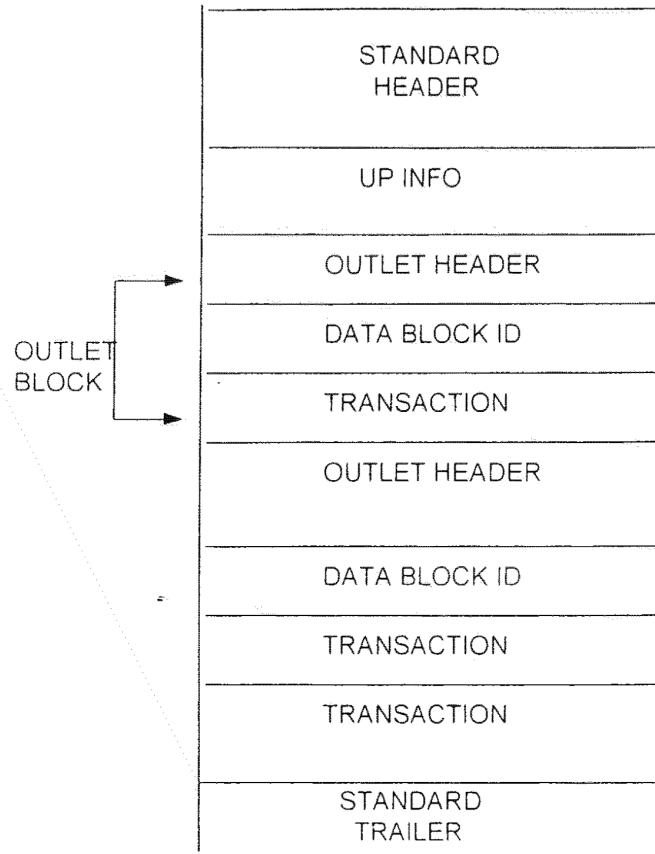 STANDARD
HEADER
UP INFO
OUTLET HEADER
DATA BLOCK ID
OUTLET
BLOCK
TRANSACTION
OUTLET HEADER
DATA BLOCK ID
TRANSACTION
TRANSACTION
STANDARD
TRAILER